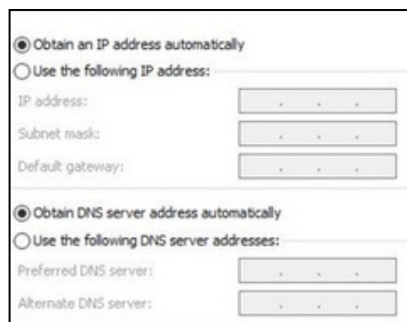 Obtain an IP address automatically
Use the following IP address:
IP address:
Subnet mask:
Default gateway:
Obtain DNS server address automatically
Use the following DNS server addresses:
Preferred DNS server:
Alternate DNS server: